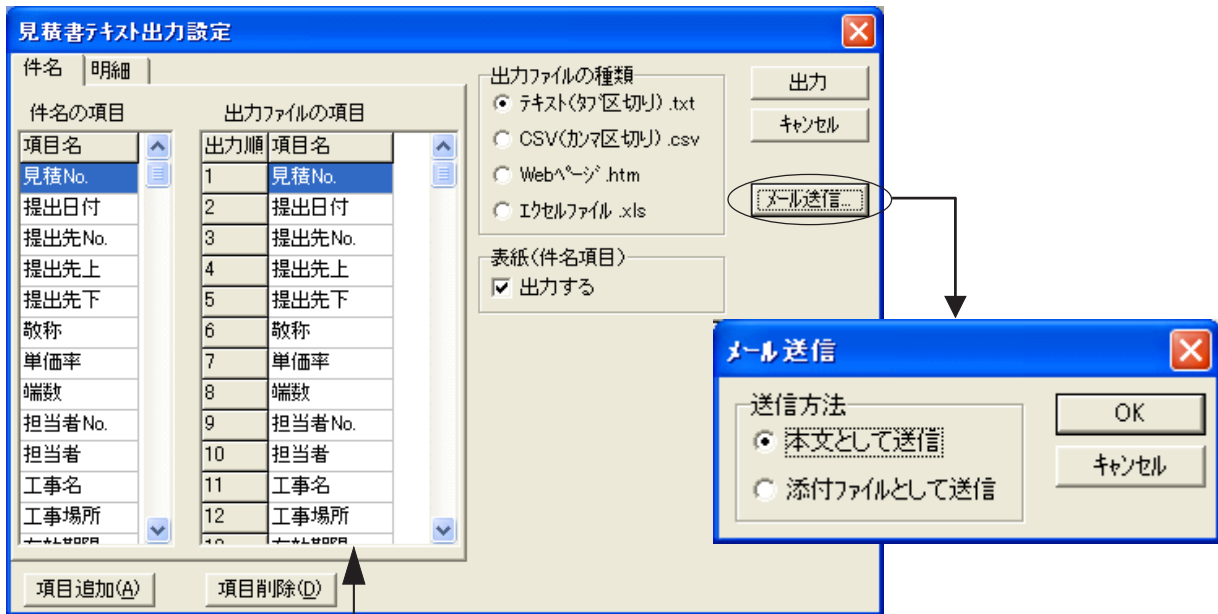 見積書テキスト出力設定
件名 明細
件名の項目
項目名
見積No.
提出日付
提出先No.
提出先上
提出先下
敬称
単価率
端数
担当者No.
担当者
工事名
工事場所
出力ファイルの項目
出力順 項目名
1 見積No.
2 提出日付
3 提出先No.
4 提出先上
5 提出先下
6 敬称
7 単価率
8 端数
9 担当者No.
10 担当者
11 工事名
12 工事場所
項目追加(A) 項目削除(D)
出力ファイルの種類
テキスト(タブ区切り) .txt
CSV(カンマ区切り) .csv
Webページ .htm
エクセルファイル .xls
表紙(件名項目)
出力する
出力
キャンセル
メール送信...
メール送信
送信方法
本文として送信
添付ファイルとして送信
OK
キャンセル